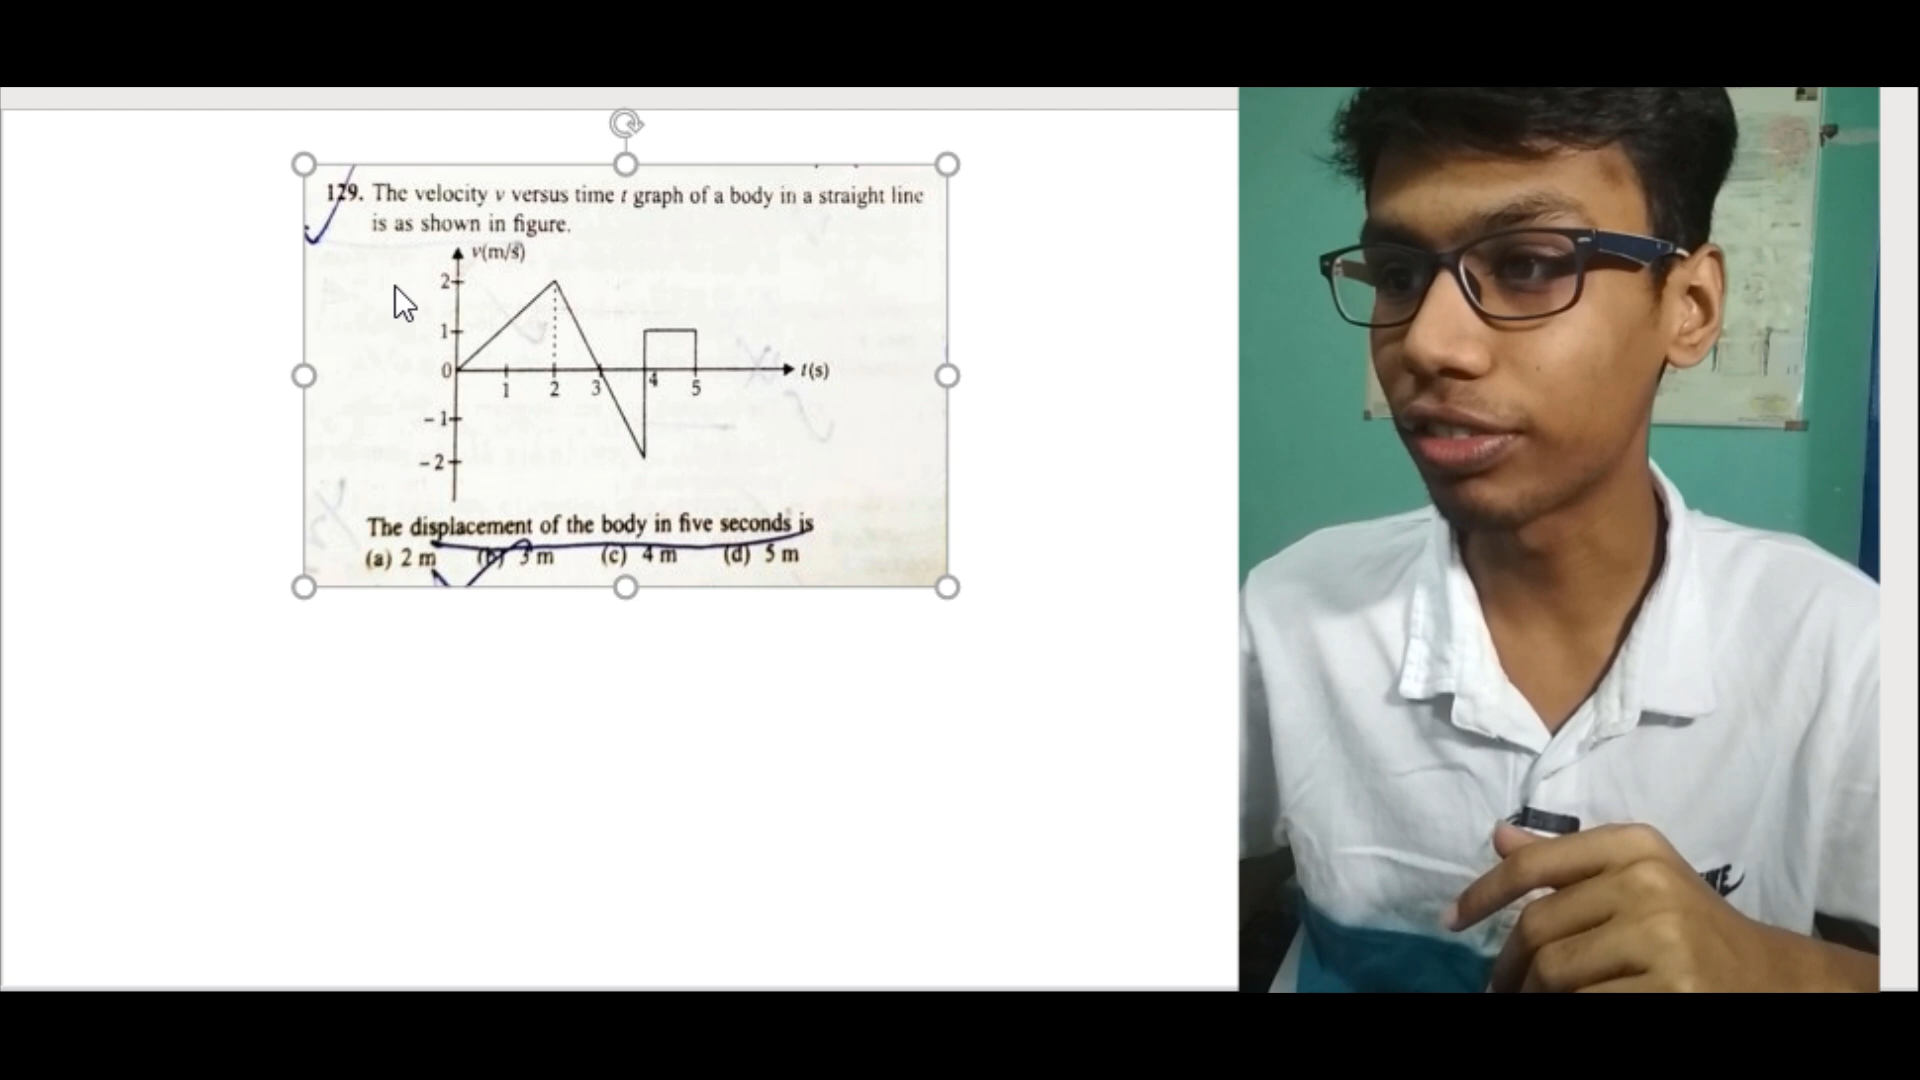 129. The velocity v versus time t graph of a body in a straight line
is as shown in figure.
v(m/s)
2
1
0
1
2
3
4
5
t(s)
- 1
- 2
The displacement of the body in five seconds is
(a) 2 m (b) 3 m (c) 4 m (d) 5 m